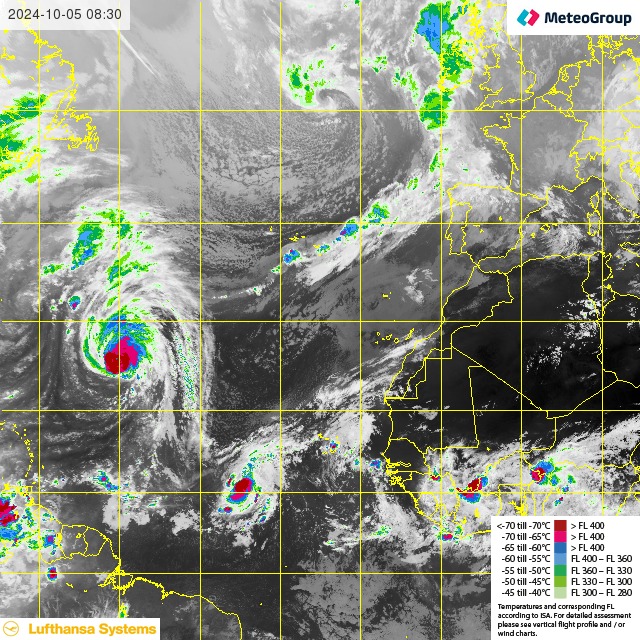 2024-10-05 08:30
MeteoGroup
<-70 till -70°C > FL 400
-70 till -65°C > FL 400
-65 till -60°C > FL 400
-60 till -55°C FL 400 – FL 360
-55 till -50°C FL 360 – FL 330
-50 till -45°C FL 330 – FL 300
-45 till -40°C FL 300 – FL 280
Temperatures and corresponding FL
according to ISA. For detailed assessment
please see vertical flight profile and / or
wind charts.
Lufthansa Systems